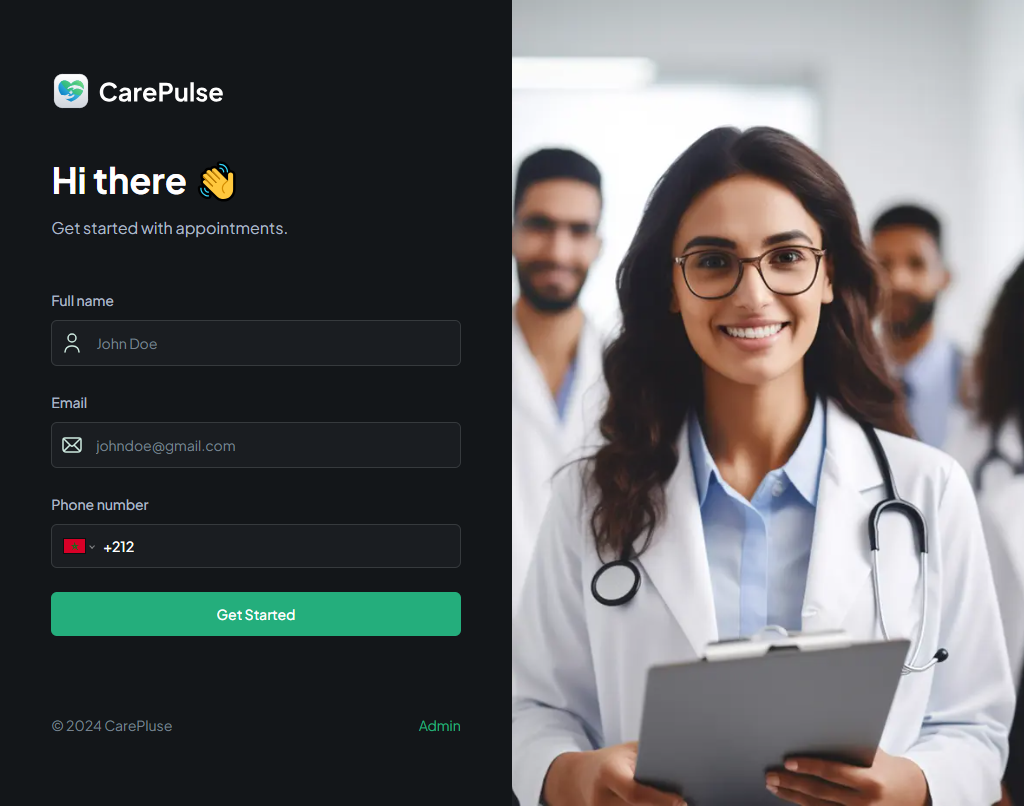 CarePulse
Hi there 👋
Get started with appointments.
Full name
John Doe
Email
johndoe@gmail.com
Phone number
+212
Get Started
© 2024 CarePluse
Admin